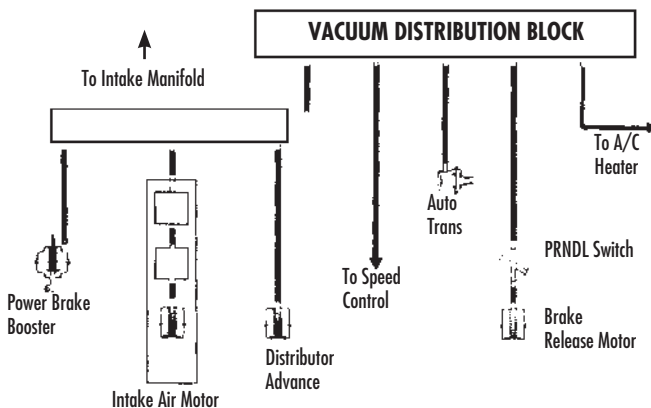 VACUUM DISTRIBUTION BLOCK
To Intake Manifold
To A/C
Heater
Auto
Trans
PRNDL Switch
To Speed
Control
Power Brake
Booster
Brake
Release Motor
Distributor
Advance
Intake Air Motor